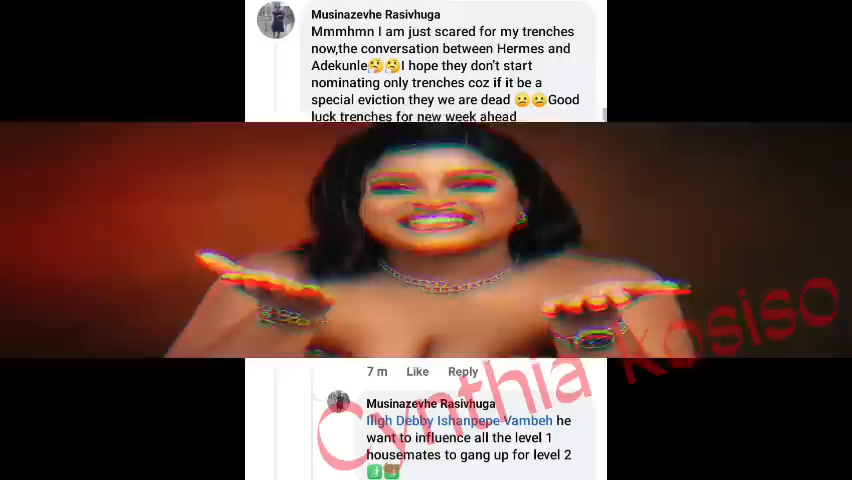 Musinazevhe Rasivhuga
Mmmhmn I am just scared for my trenches
now,the conversation between Hermes and
Adekunle🤔🤔I hope they don't start
nominating only trenches coz if it be a
special eviction they we are dead 😕😕Good
luck trenches for new week ahead
7 m Like Reply
Musinazevhe Rasivhuga
Iligh Debby Ishanpepe Vambeh he
want to influence all the level 1
housemates to gang up for level 2
Cynthia kosiso